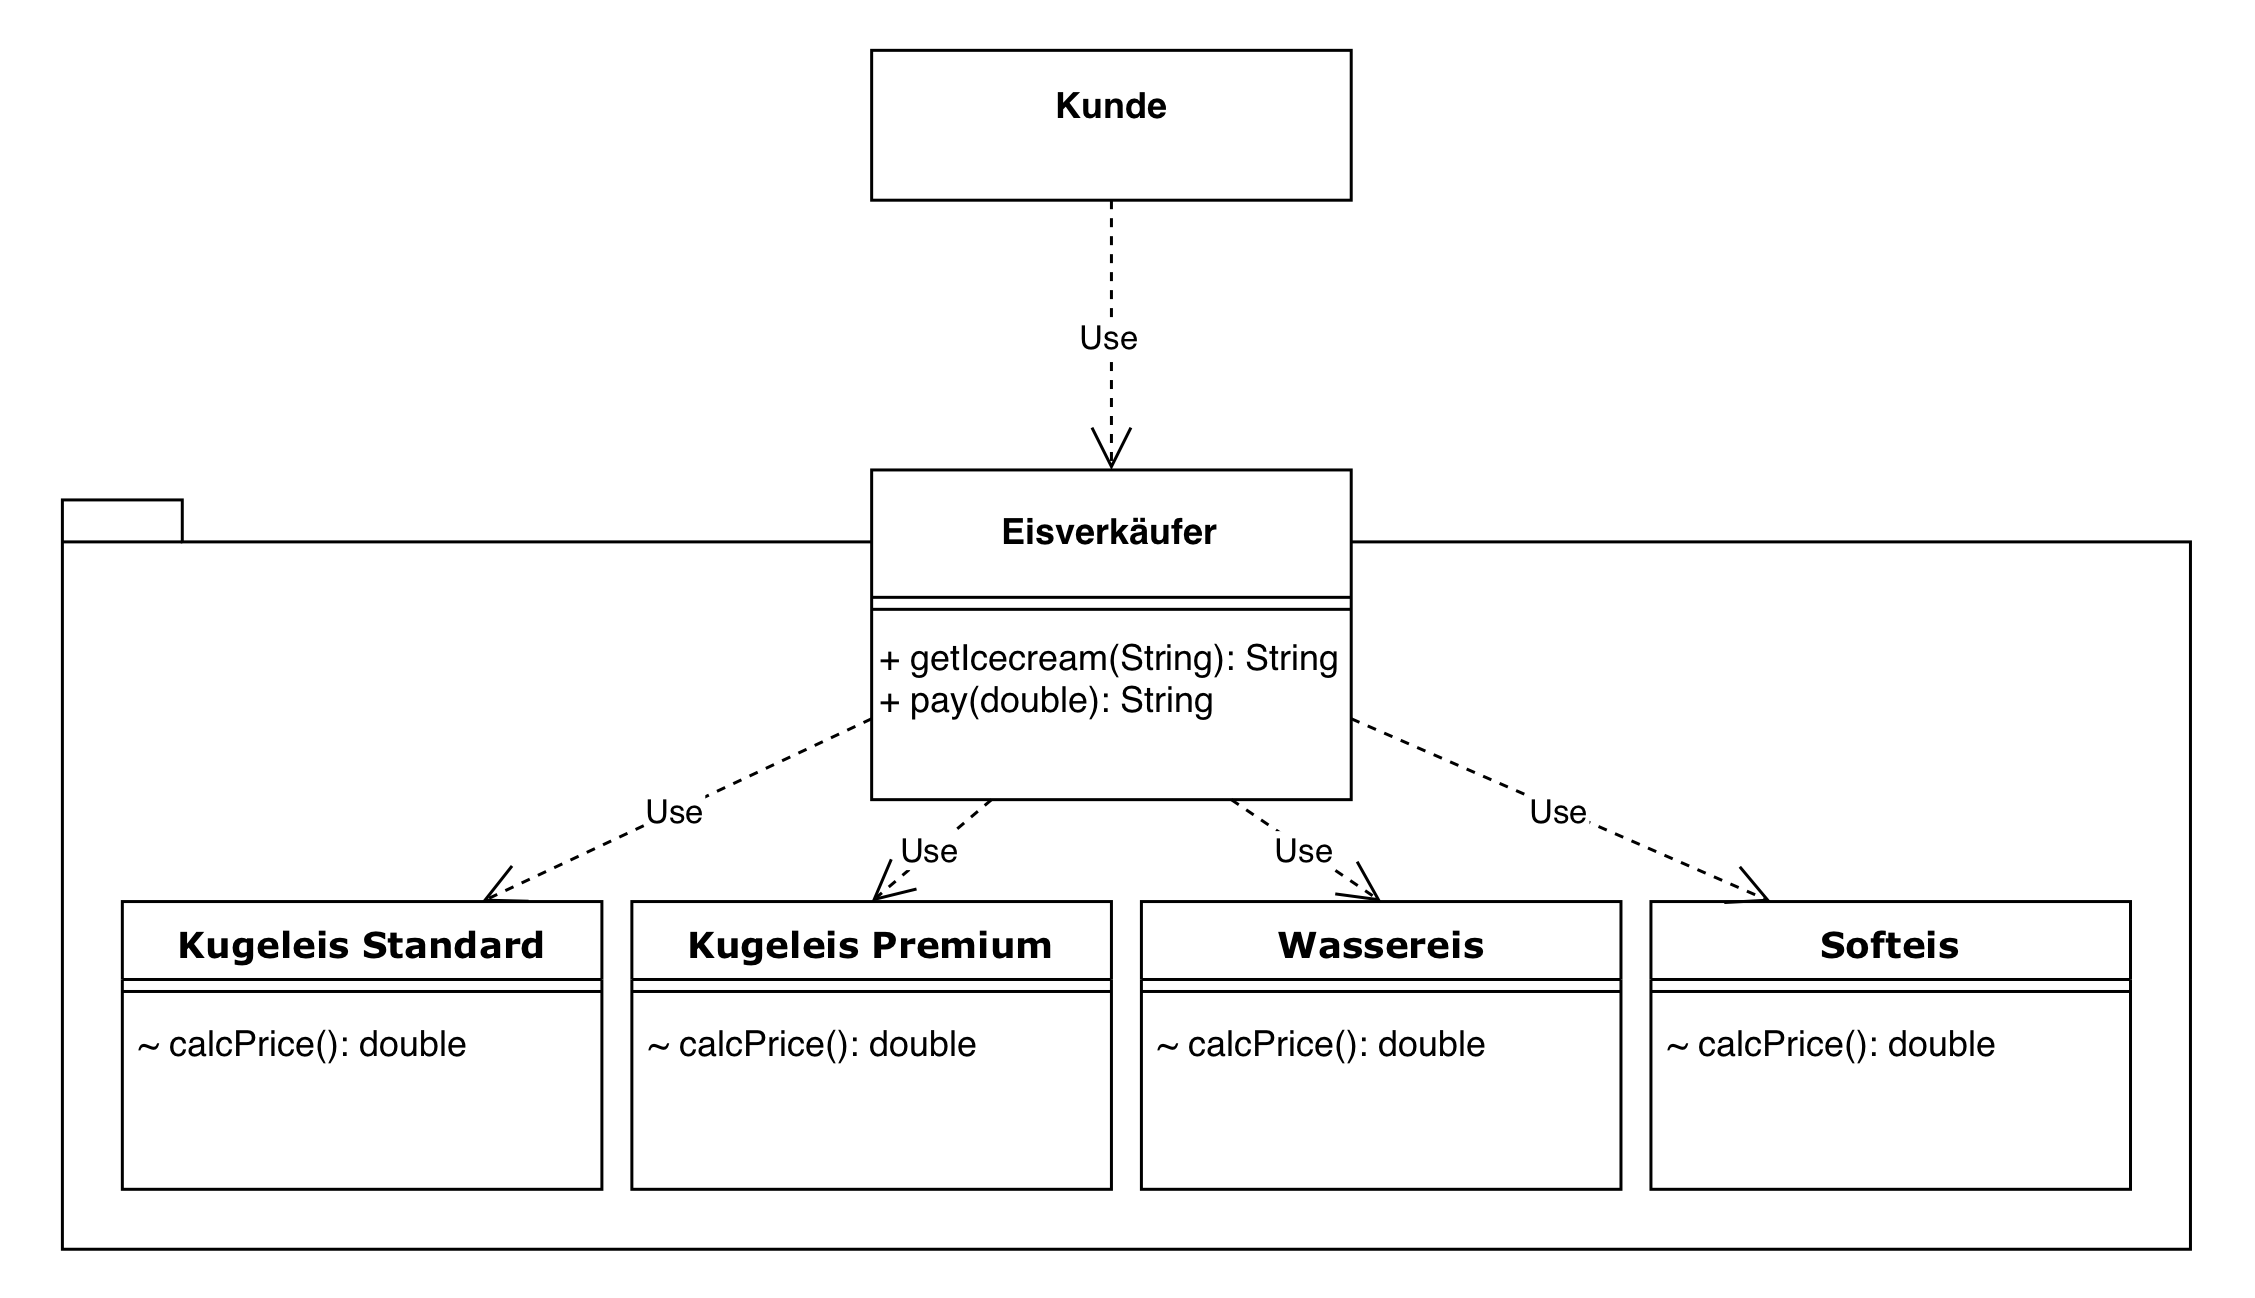 Kunde
Use
Eisverkäufer
+ getIcecream(String): String
+ pay(double): String
Use
Use
Use
Use
Kugeleis Standard
~ calcPrice(): double
Kugeleis Premium
~ calcPrice(): double
Wassereis
~ calcPrice(): double
Softeis
~ calcPrice(): double